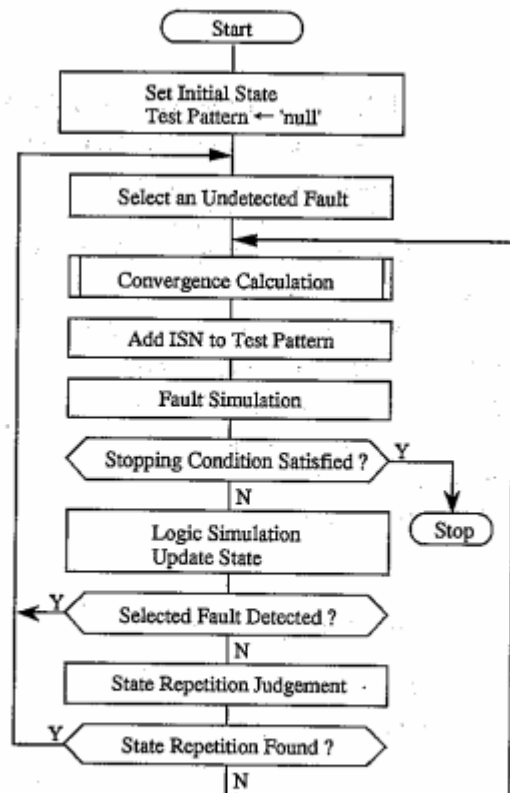 Start
Set Initial State
Test Pattern ← 'null'
Select an Undetected Fault
Convergence Calculation
Add ISN to Test Pattern
Fault Simulation
Stopping Condition Satisfied ?
Y
N
Stop
Logic Simulation
Update State
Y
Selected Fault Detected ?
N
State Repetition Judgement
Y
State Repetition Found ?
N